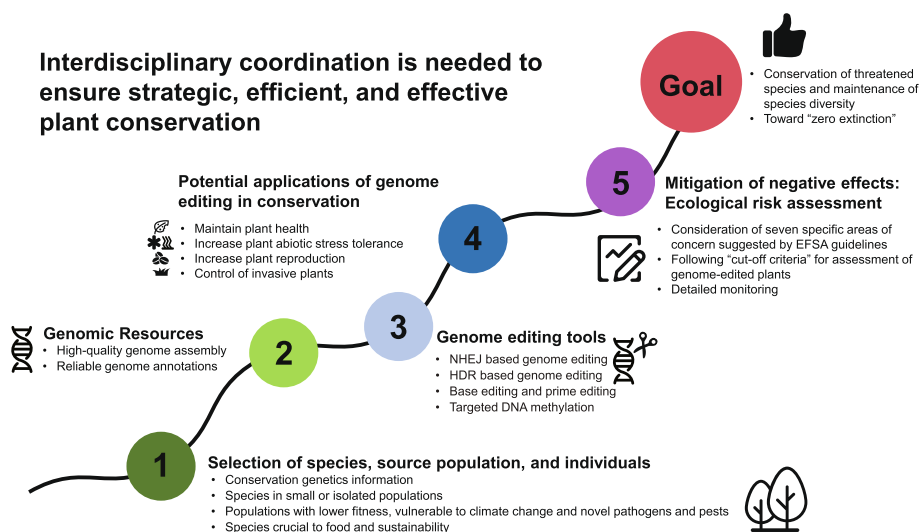 Interdisciplinary coordination is needed to
ensure strategic, efficient, and effective
plant conservation
Goal
• Conservation of threatened
species and maintenance of
species diversity
• Toward “zero extinction”
5
Mitigation of negative effects:
Ecological risk assessment
• Consideration of seven specific areas of
concern suggested by EFSA guidelines
• Following “cut-off criteria” for assessment of
genome-edited plants
• Detailed monitoring
Potential applications of genome
editing in conservation
• Maintain plant health
• Increase plant abiotic stress tolerance
• Increase plant reproduction
• Control of invasive plants
4
3
Genome editing tools
• NHEJ based genome editing
• HDR based genome editing
• Base editing and prime editing
• Targeted DNA methylation
Genomic Resources
• High-quality genome assembly
• Reliable genome annotations
2
1
Selection of species, source population, and individuals
• Conservation genetics information
• Species in small or isolated populations
• Populations with lower fitness, vulnerable to climate change and novel pathogens and pests
• Species crucial to food and sustainability